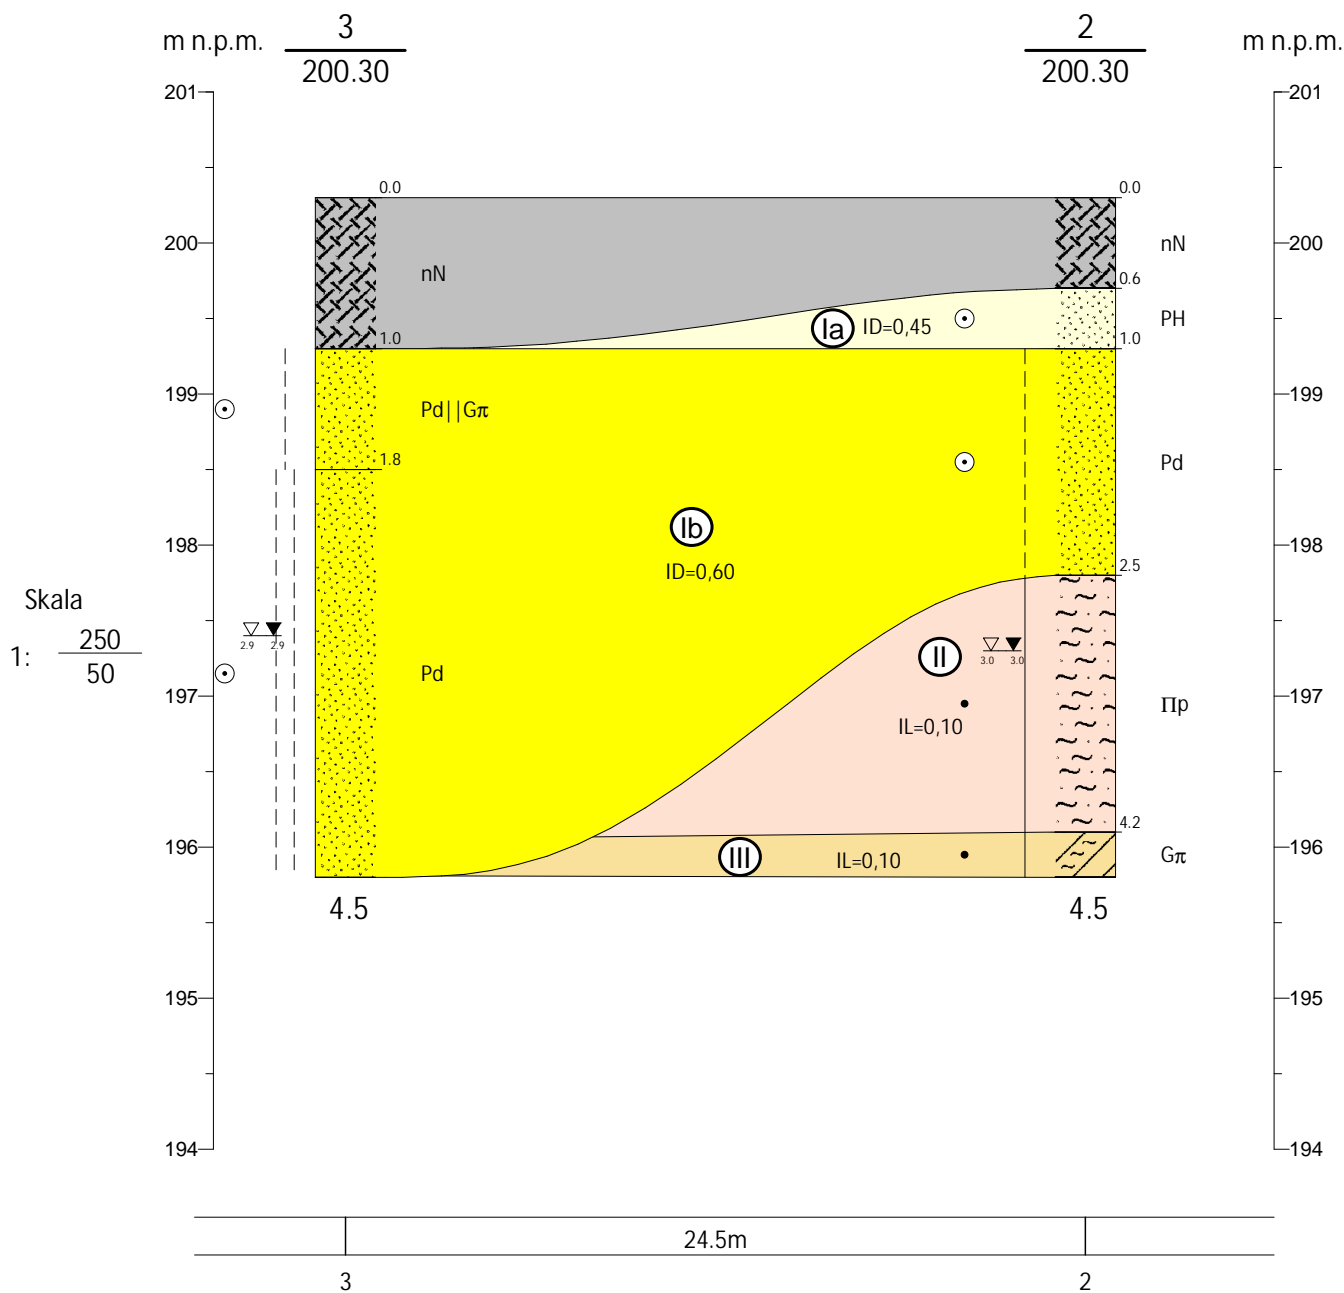 3 2
m n.p.m. m n.p.m.
200.30 200.30
201 201
0.0 0.0
200 nN 200
nN
0.6
Ia ID=0,45 PH
1.0 1.0
199 199
Pd||Gπ
1.8 Pd
Ib
198 198
ID=0,60 2.5
Skala
1: 250
50
2.9 2.9 II 3.0 3.0
Pd
197 197
IL=0,10 Πp
4.2
196 III IL=0,10 Gπ 196
4.5 4.5
195 195
194 194
24.5m
3 2